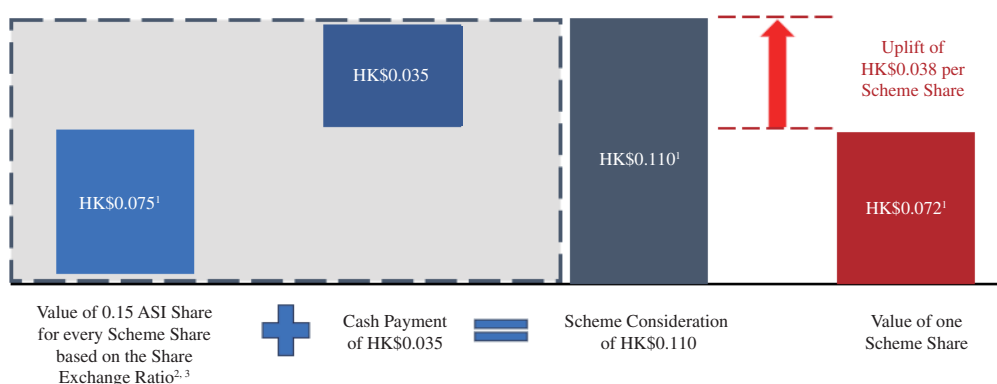 HK$0.035
HK$0.075¹
HK$0.110¹
Uplift of
HK$0.038 per
Scheme Share
HK$0.072¹
Value of 0.15 ASI Share
for every Scheme Share
based on the Share
Exchange Ratio², ³
Cash Payment
of HK$0.035
Scheme Consideration
of HK$0.110
Value of one
Scheme Share